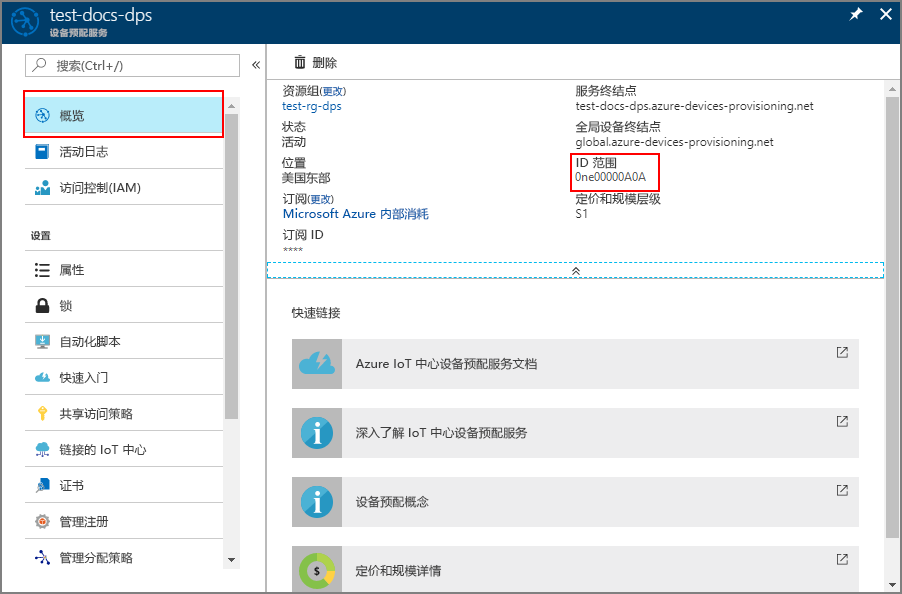 test-docs-dps
设备预配服务
搜索(Ctrl+/)
«
概览
活动日志
访问控制(IAM)
设置
属性
锁
自动化脚本
快速入门
共享访问策略
链接的 IoT 中心
证书
管理注册
管理分配策略
删除
资源组(更改)
test-rg-dps
状态
活动
位置
美国东部
订阅(更改)
Microsoft Azure 内部消耗
订阅 ID
****
服务终结点
test-docs-dps.azure-devices-provisioning.net
全局设备终结点
global.azure-devices-provisioning.net
ID 范围
0ne00000A0A
定价和规模层级
S1
快速链接
Azure IoT 中心设备预配服务文档
深入了解 IoT 中心设备预配服务
设备预配概念
定价和规模详情